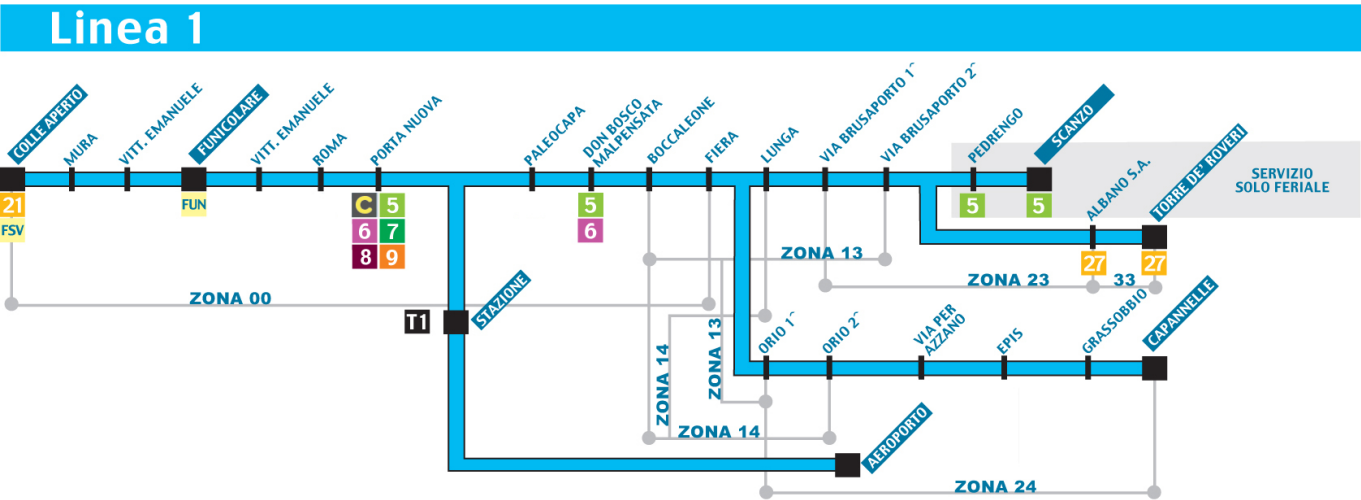 Linea 1
COLLE APERTO
MURA
VITT. EMANUELE
FUNICOLARE
VITT. EMANUELE
ROMA
PORTA NUOVA
PALEOCAPA
DON BOSCO
MALPENSATA
BOCCALEONE
FIERA
LUNGA
VIA BRUSAPORTO 1^
VIA BRUSAPORTO 2^
PEDRENGO
SCANZO
ALBANO S.A.
TORRE DE' ROVERI
SERVIZIO
SOLO FERIALE
21
FSV
FUN
C 5
6 7
8 9
5
6
5
5
27
27
ZONA 13
ZONA 23
33
ZONA 00
T1
STAZIONE
ZONA 14
ZONA 13
ORIO 1^
ORIO 2^
VIA PER
AZZANO
EPIS
GRASSOBBIO
CAPANNELLE
ZONA 14
AEROPORTO
ZONA 24